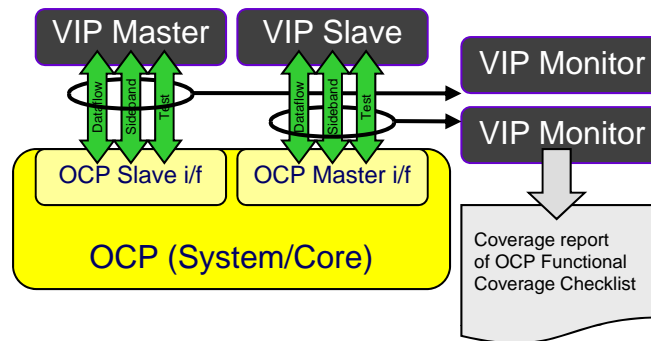 VIP Master
VIP Slave
VIP Monitor
Dataflow
Sideband
Test
Dataflow
Sideband
Test
VIP Monitor
OCP Slave i/f
OCP Master i/f
OCP (System/Core)
Coverage report
of OCP Functional
Coverage Checklist